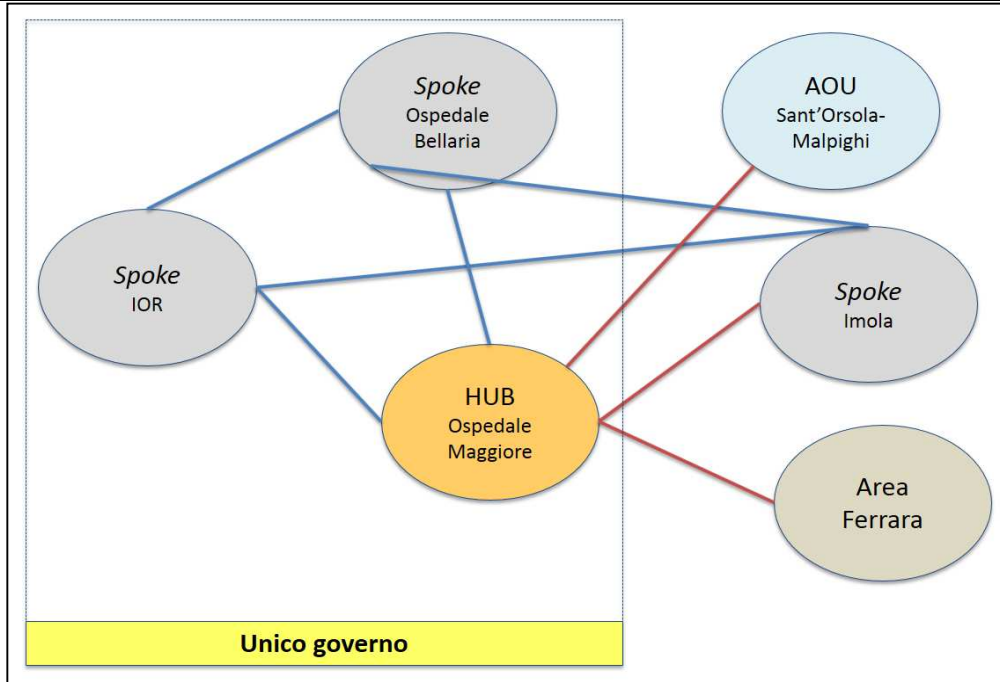 Spoke
Ospedale
Bellaria
AOU
Sant'Orsola-
Malpighi
Spoke
IOR
Spoke
Imola
HUB
Ospedale
Maggiore
Area
Ferrara
Unico governo